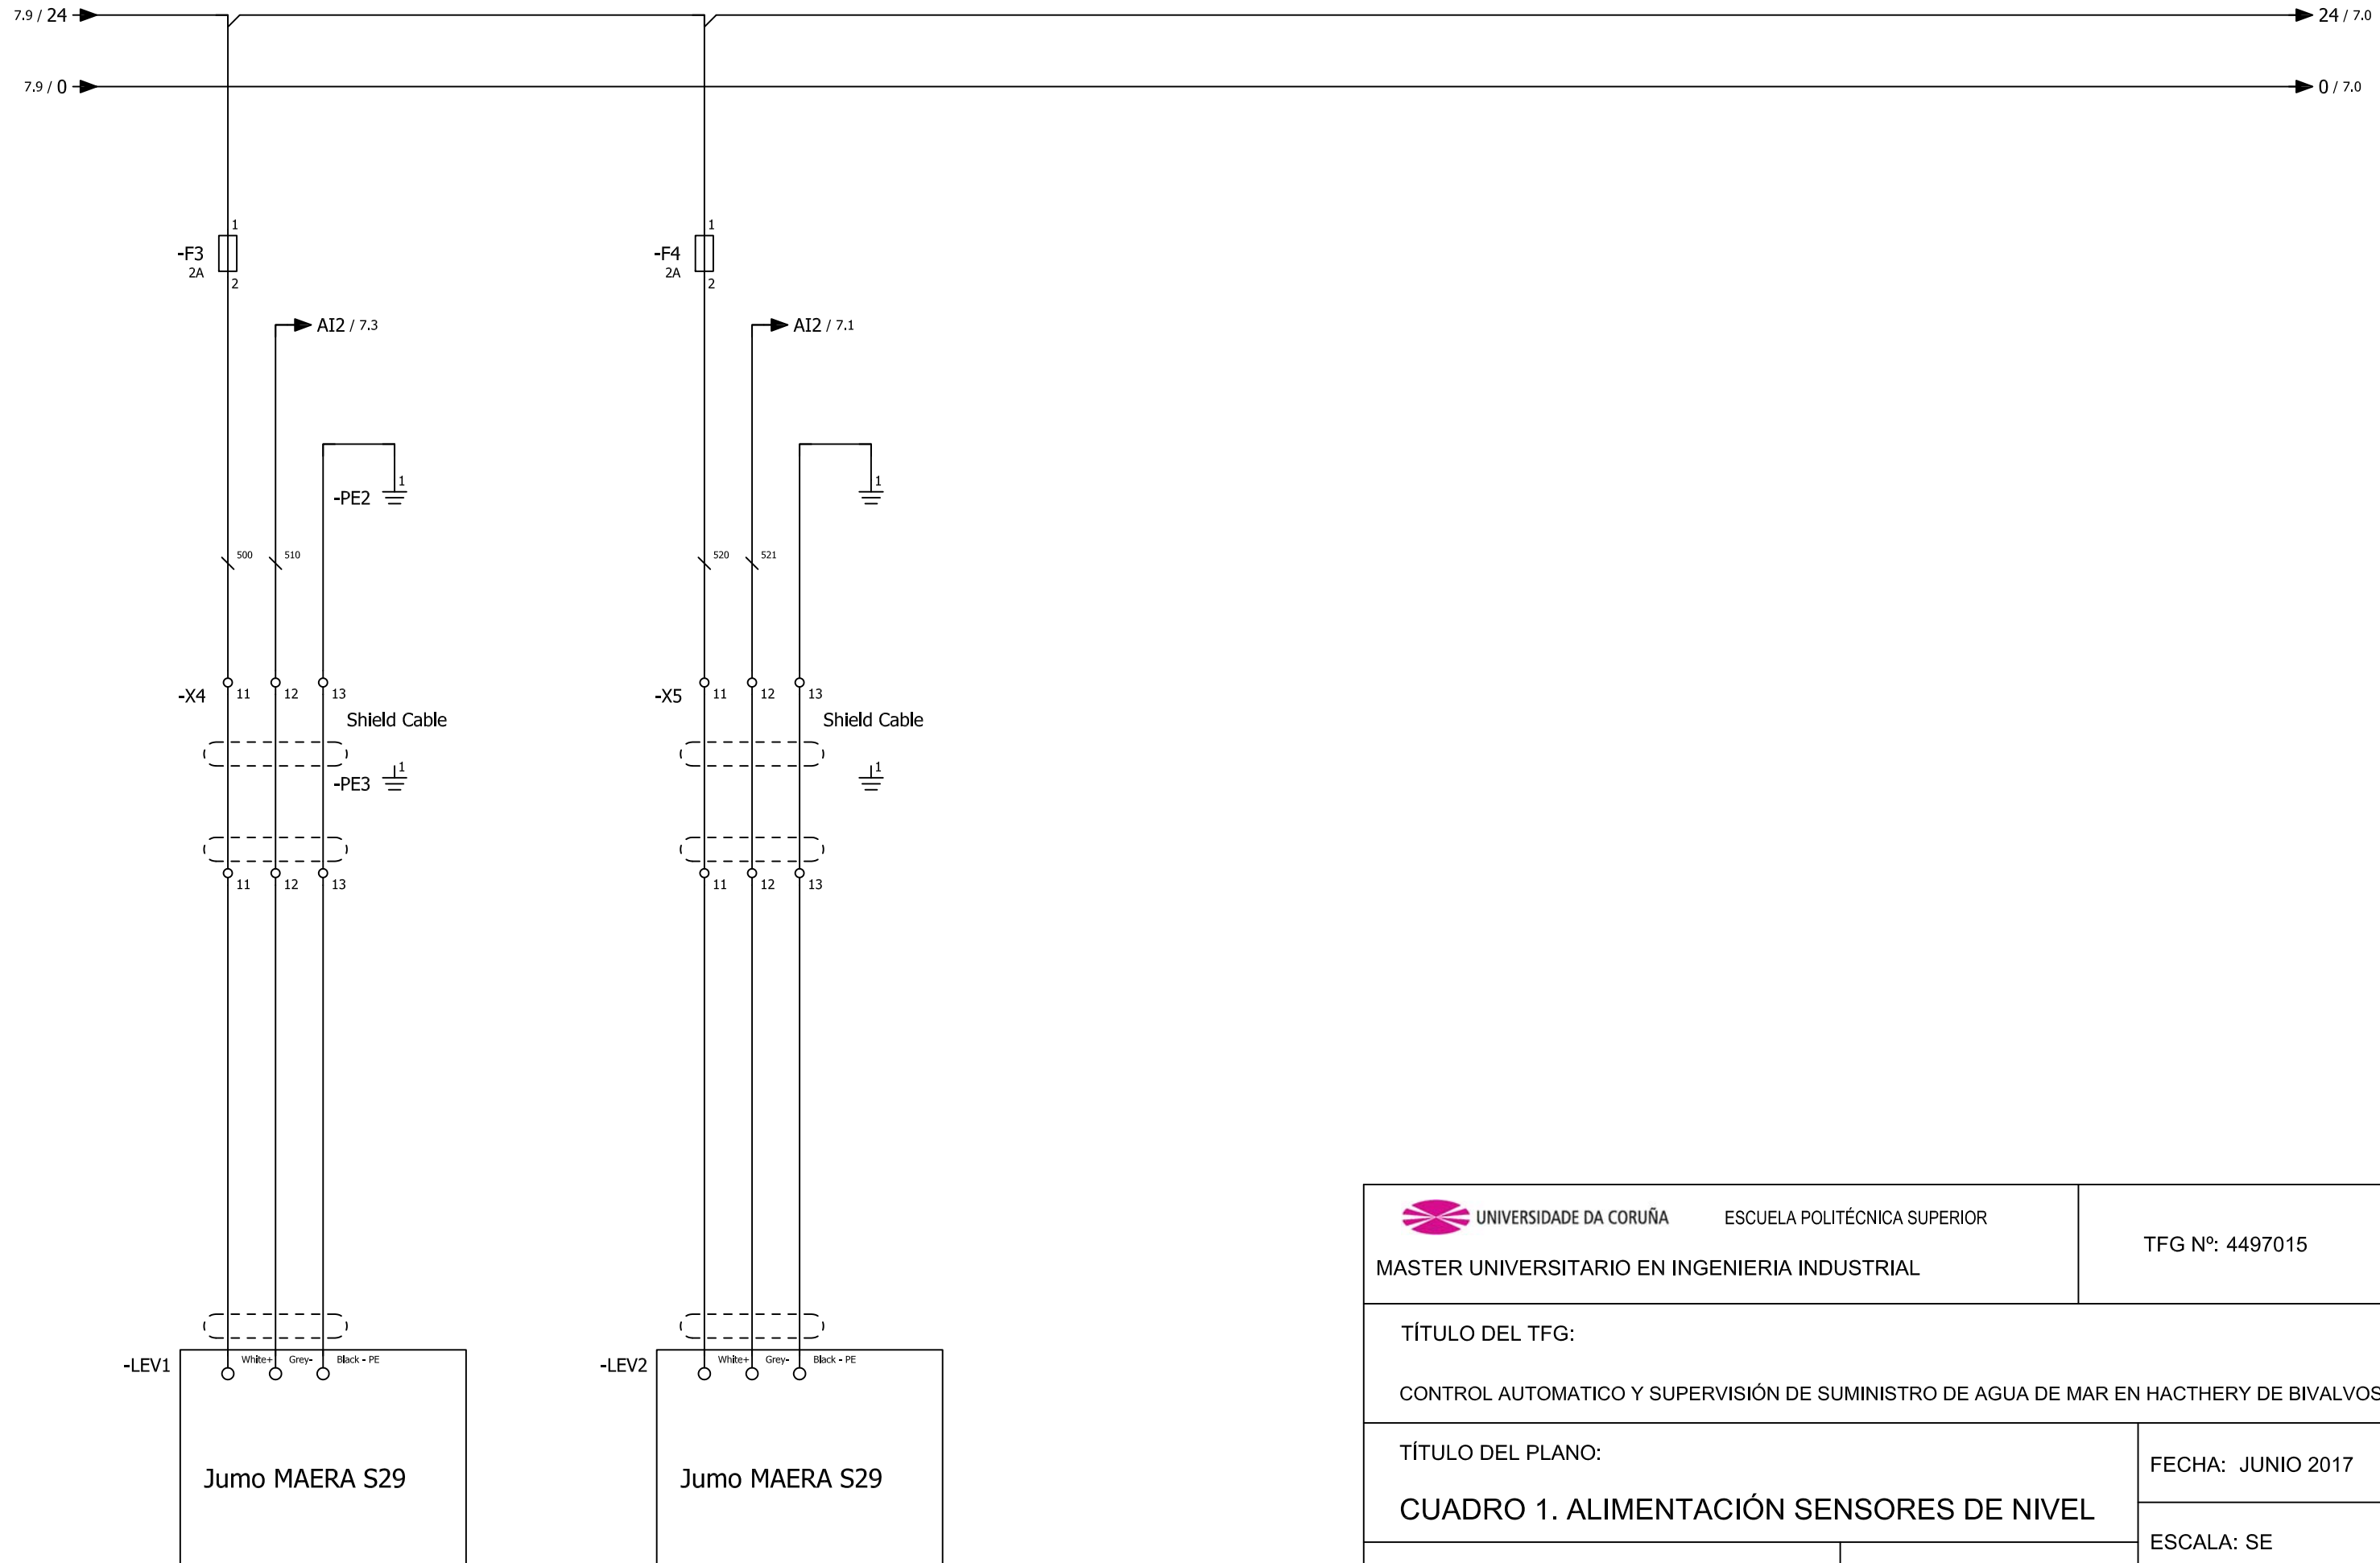 7.9 / 24
24 / 7.0
7.9 / 0
0 / 7.0
-F3
2A
1
2
-F4
2A
1
2
AI2 / 7.3
AI2 / 7.1
-PE2
1
1
500
510
520
521
-X4
11
12
13
-X5
11
12
13
Shield Cable
Shield Cable
-PE3
1
1
11
12
13
11
12
13
-LEV1
White+
Grey-
Black - PE
-LEV2
White+
Grey-
Black - PE
Jumo MAERA S29
Jumo MAERA S29
UNIVERSIDADE DA CORUÑA
ESCUELA POLITÉCNICA SUPERIOR
MASTER UNIVERSITARIO EN INGENIERIA INDUSTRIAL
TFG Nº: 4497015
TÍTULO DEL TFG:
CONTROL AUTOMATICO Y SUPERVISIÓN DE SUMINISTRO DE AGUA DE MAR EN HACTHERY DE BIVALVOS
TÍTULO DEL PLANO:
CUADRO 1. ALIMENTACIÓN SENSORES DE NIVEL
FECHA: JUNIO 2017
ESCALA: SE